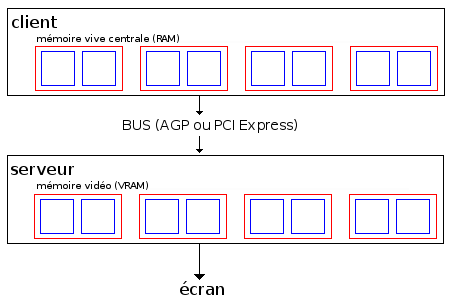 client
mémoire vive centrale (RAM)
BUS (AGP ou PCI Express)
serveur
mémoire vidéo (VRAM)
écran